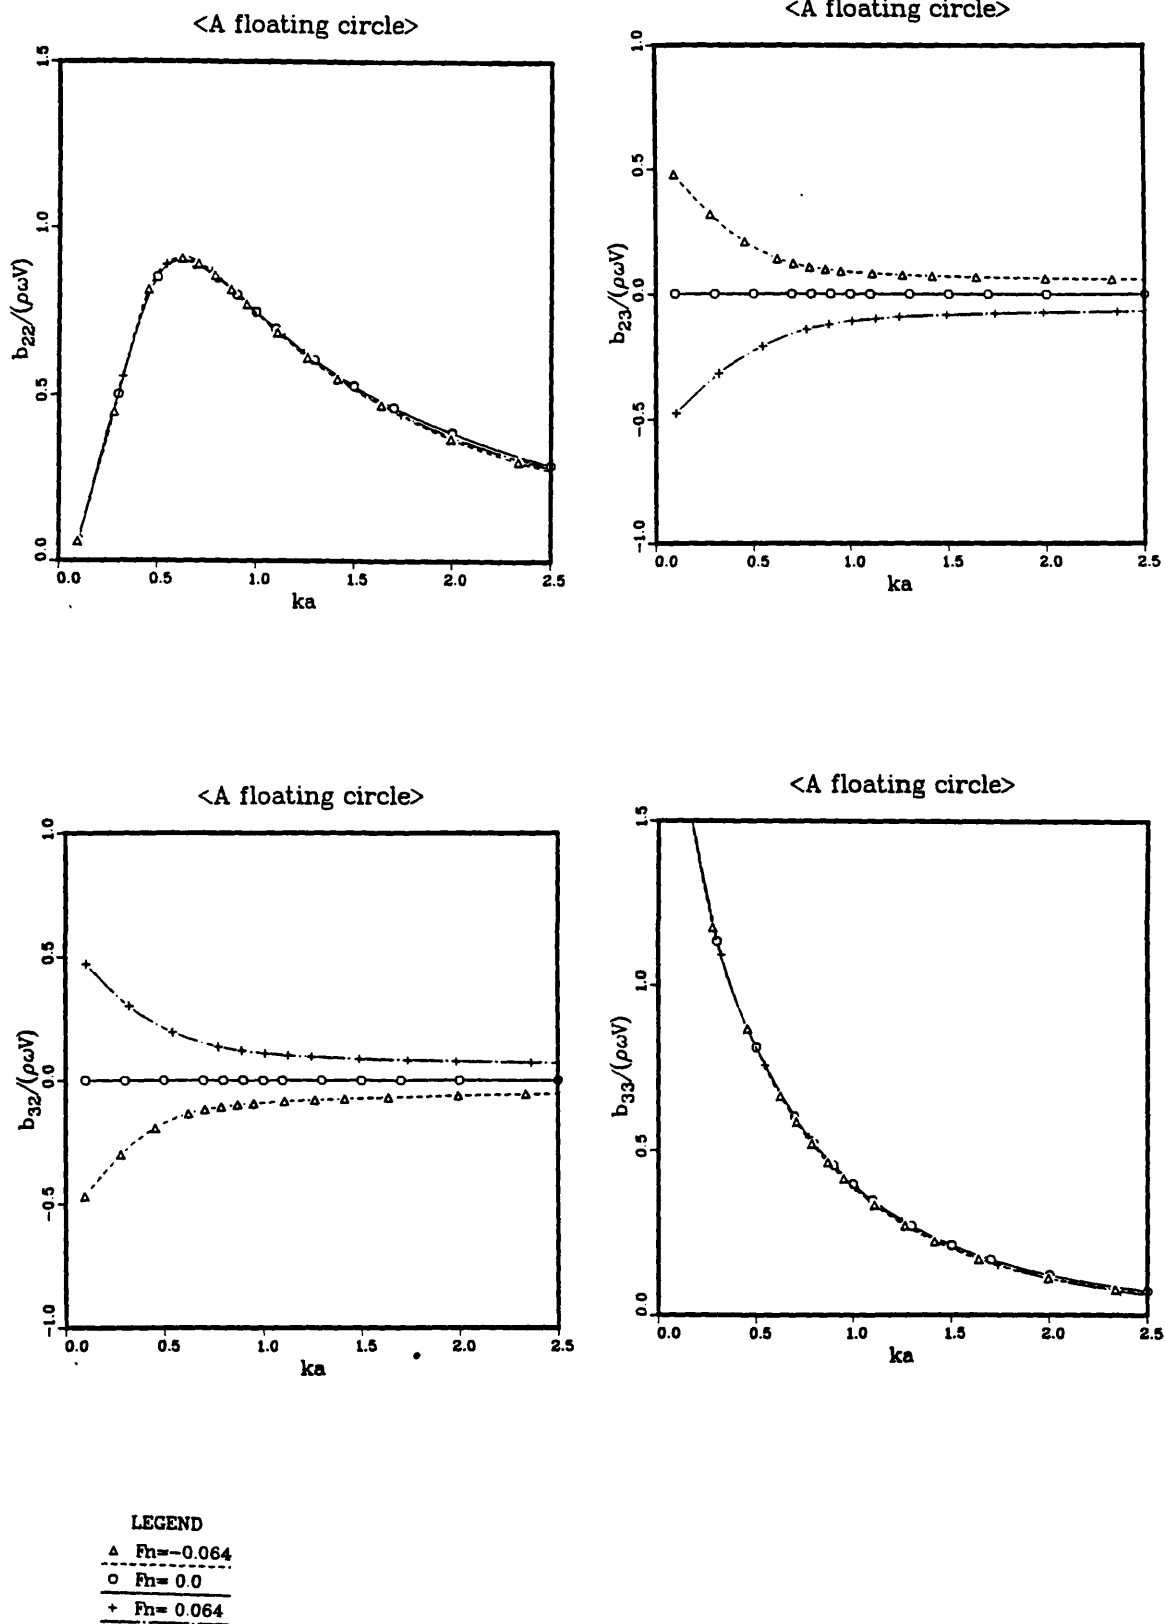 <A floating circle>
1.5
1.0
0.5
0.0
b22/(ρωV)
0.0 0.5 1.0 1.5 2.0 2.5
ka
<A floating circle>
1.0
0.5
0.0
−0.5
−1.0
b23/(ρωV)
0.0 0.5 1.0 1.5 2.0 2.5
ka
<A floating circle>
1.0
0.5
0.0
−0.5
−1.0
b32/(ρωV)
0.0 0.5 1.0 1.5 2.0 2.5
ka
<A floating circle>
1.5
1.0
0.5
0.0
b33/(ρωV)
0.0 0.5 1.0 1.5 2.0 2.5
ka
LEGEND
Fn=−0.064
Fn= 0.0
Fn= 0.064